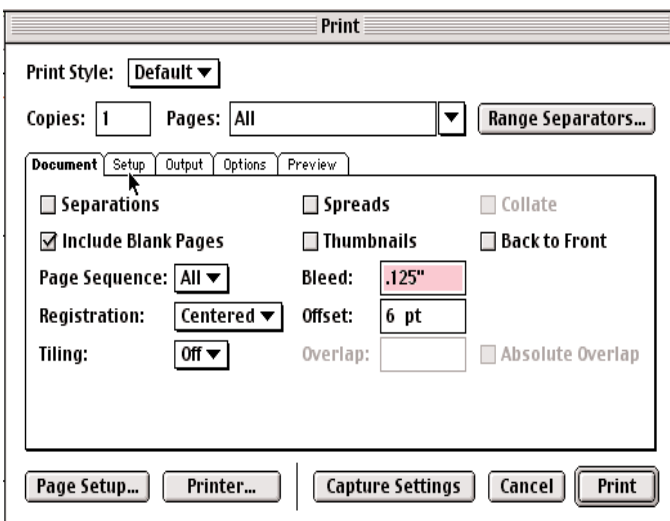 Print
Print Style: Default
Copies: 1 Pages: All Range Separators...
Document Setup Output Options Preview
Separations Spreads Collate
Include Blank Pages Thumbnails Back to Front
Page Sequence: All Bleed: .125"
Registration: Centered Offset: 6 pt
Tiling: Off Overlap: Absolute Overlap
Page Setup... Printer... Capture Settings Cancel Print